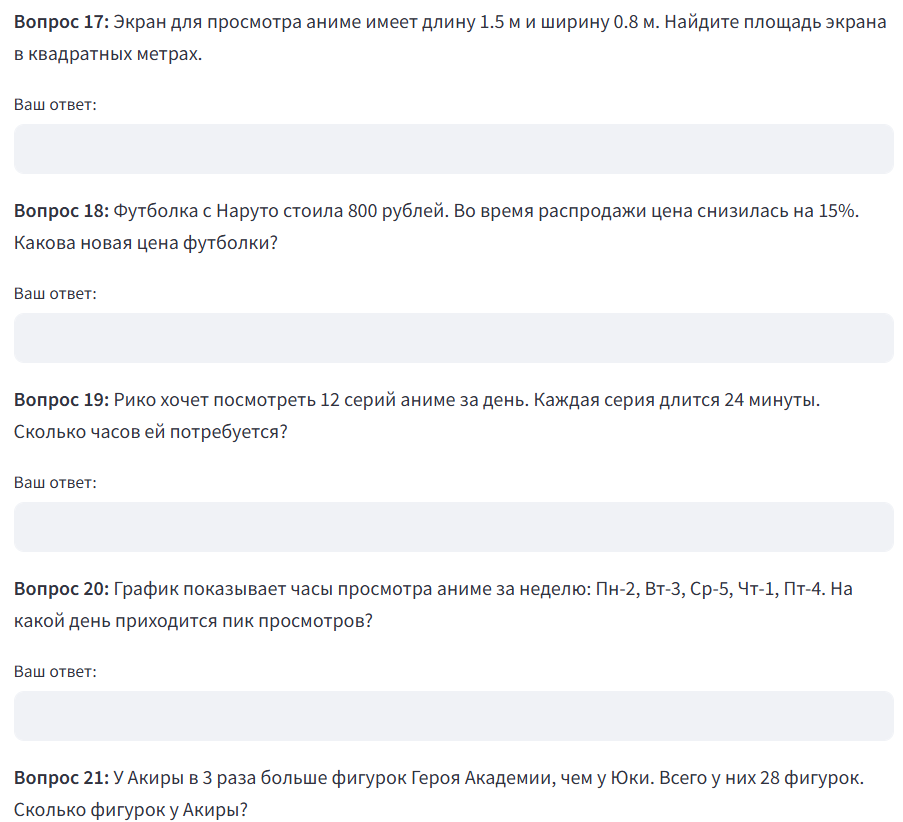 Вопрос 17: Экран для просмотра аниме имеет длину 1.5 м и ширину 0.8 м. Найдите площадь экрана
в квадратных метрах.
Ваш ответ:
Вопрос 18: Футболка с Наруто стоила 800 рублей. Во время распродажи цена снизилась на 15%.
Какова новая цена футболки?
Ваш ответ:
Вопрос 19: Рико хочет посмотреть 12 серий аниме за день. Каждая серия длится 24 минуты.
Сколько часов ей потребуется?
Ваш ответ:
Вопрос 20: График показывает часы просмотра аниме за неделю: Пн-2, Вт-3, Ср-5, Чт-1, Пт-4. На
какой день приходится пик просмотров?
Ваш ответ:
Вопрос 21: У Акиры в 3 раза больше фигурок Героя Академии, чем у Юки. Всего у них 28 фигурок.
Сколько фигурок у Акиры?